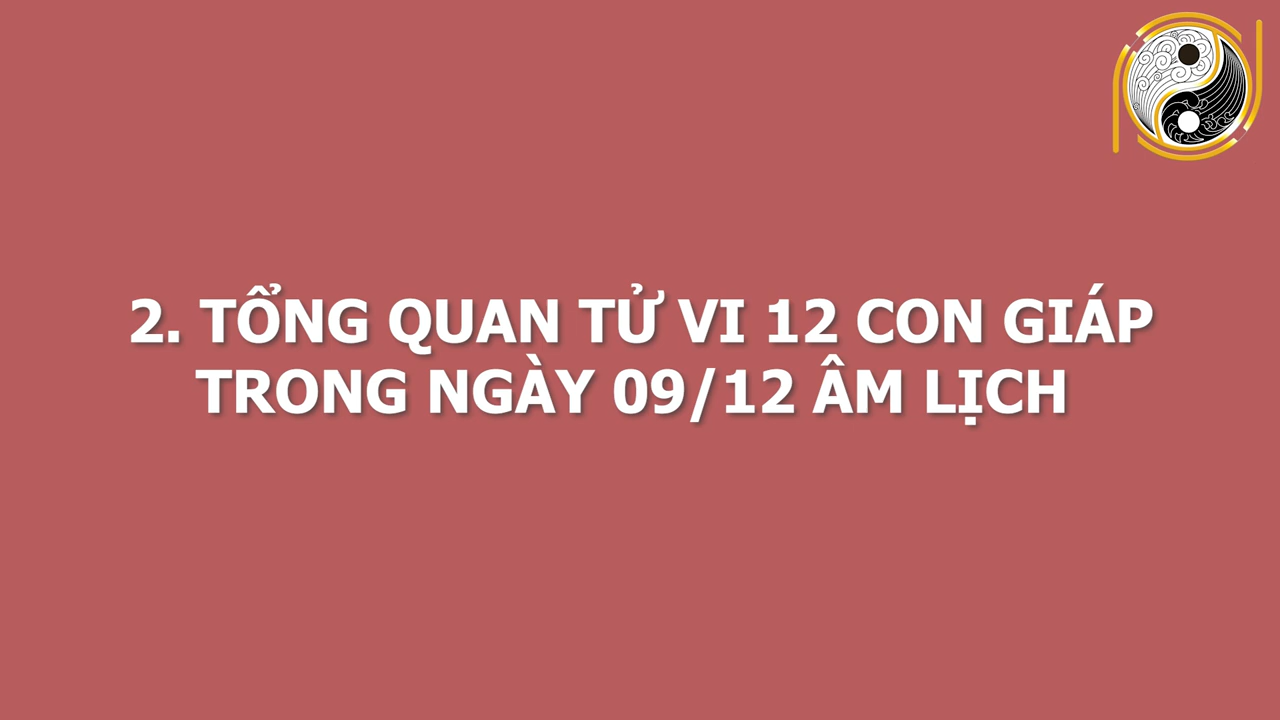 2. TỔNG QUAN TỬ VI 12 CON GIÁP
TRONG NGÀY 09/12 ÂM LỊCH